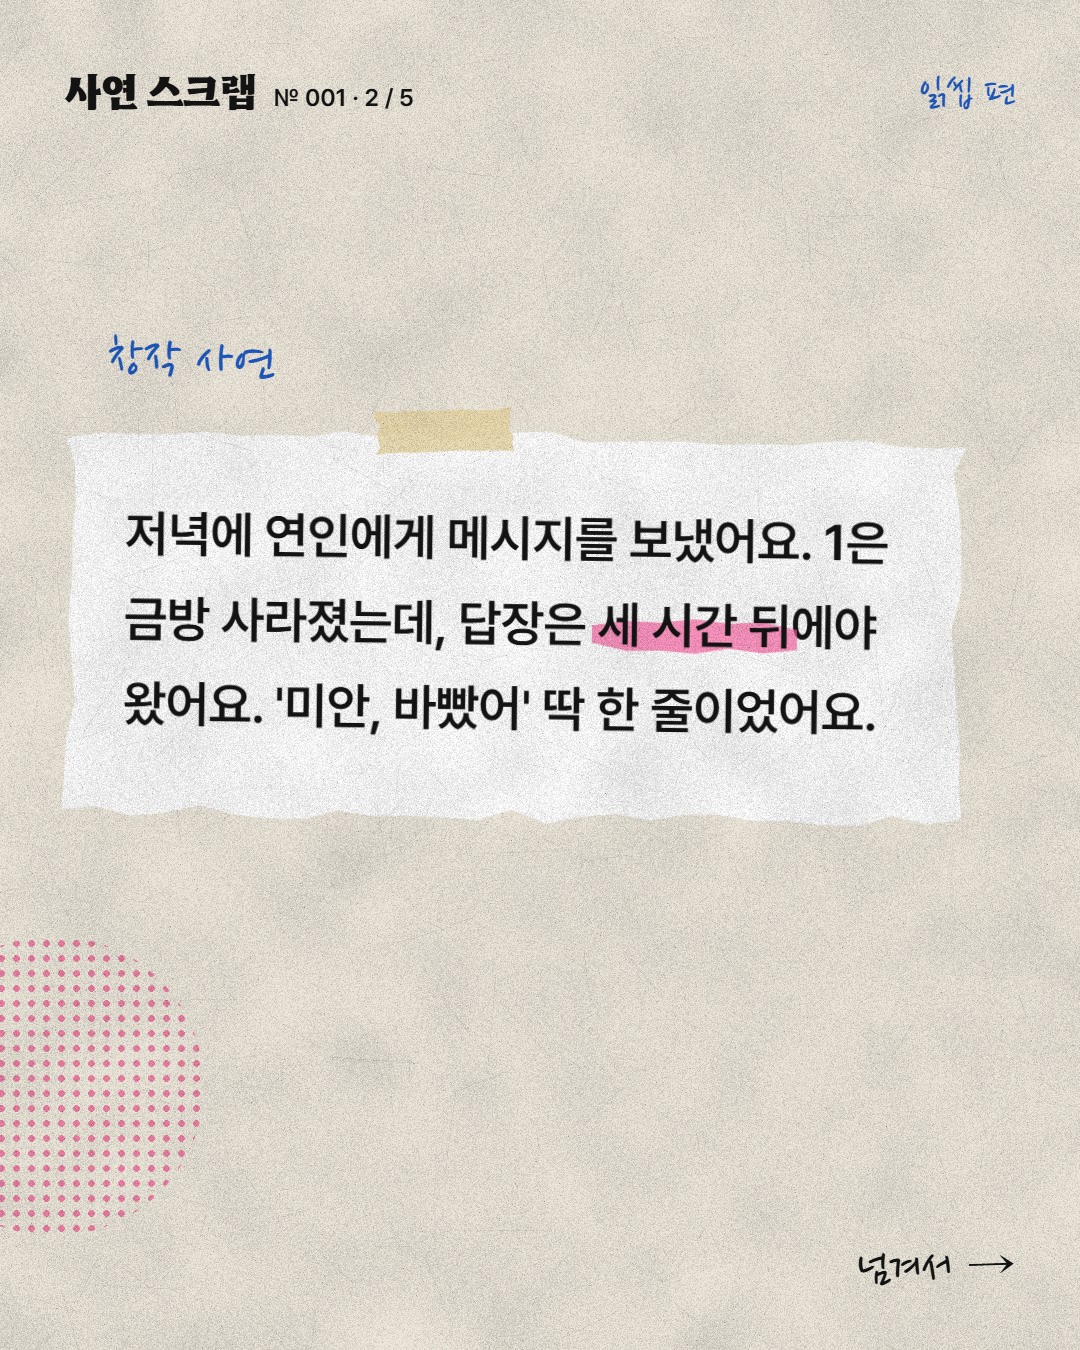 사연 스크랩 № 001 · 2 / 5
읽씹 편
창작 사연
저녁에 연인에게 메시지를 보냈어요. 1은
금방 사라졌는데, 답장은 세 시간 뒤에야
왔어요. '미안, 바빴어' 딱 한 줄이었어요.
넘겨서 →